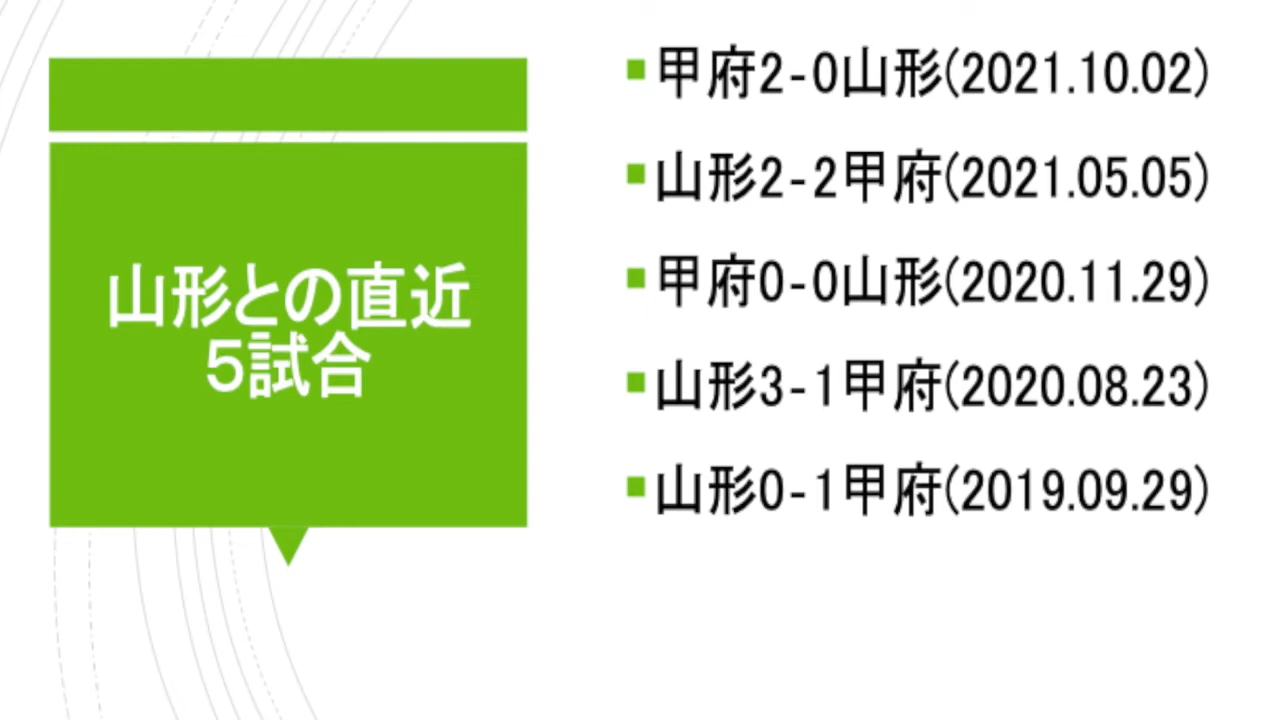 山形との直近
５試合
甲府2-0山形(2021.10.02)
山形2-2甲府(2021.05.05)
甲府0-0山形(2020.11.29)
山形3-1甲府(2020.08.23)
山形0-1甲府(2019.09.29)